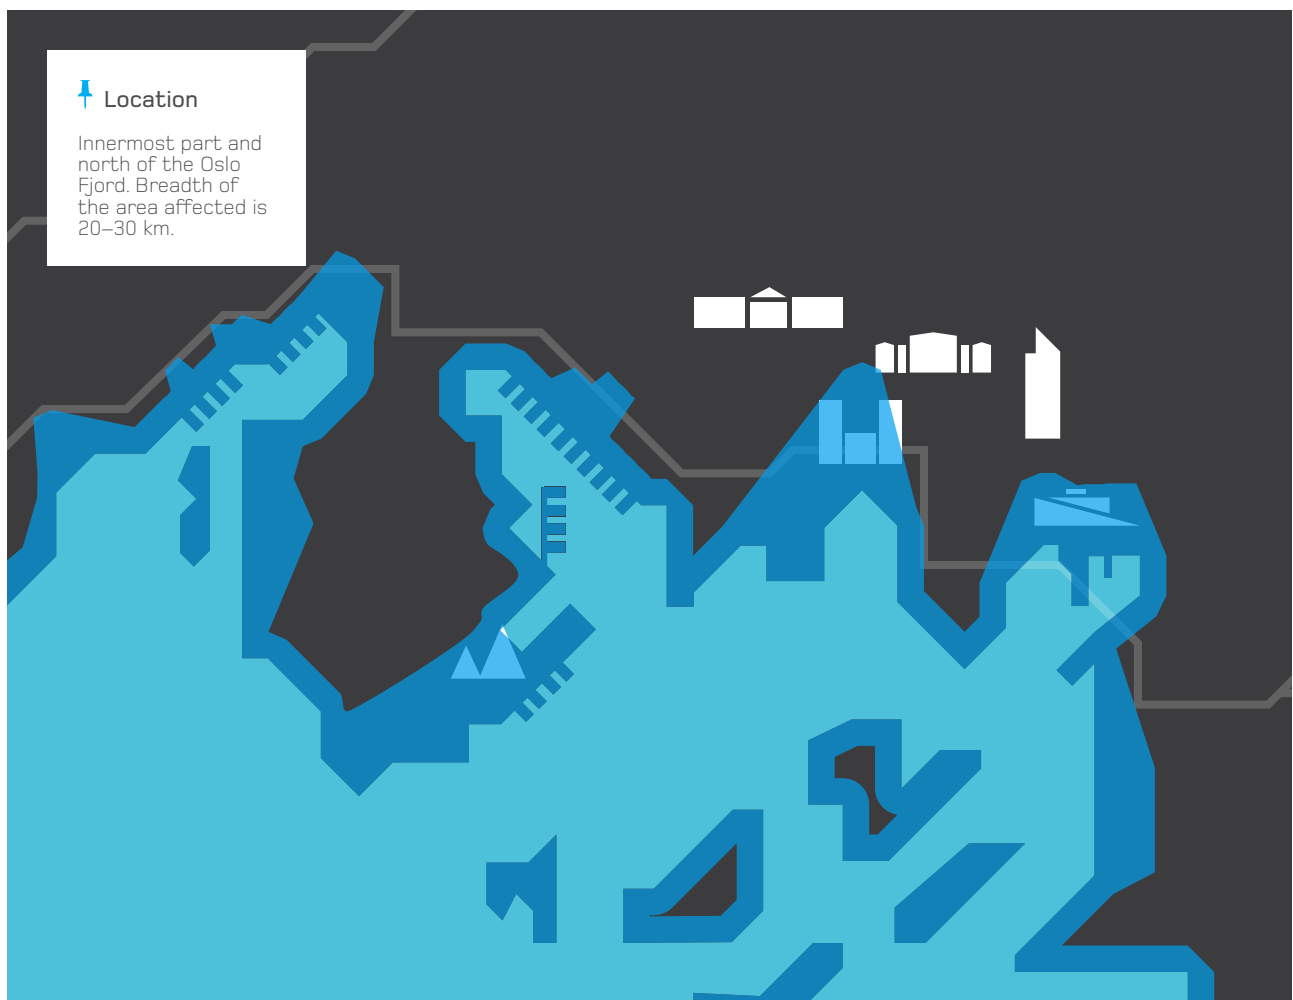 Location
Innermost part and
north of the Oslo
Fjord. Breadth of
the area affected is
20–30 km.